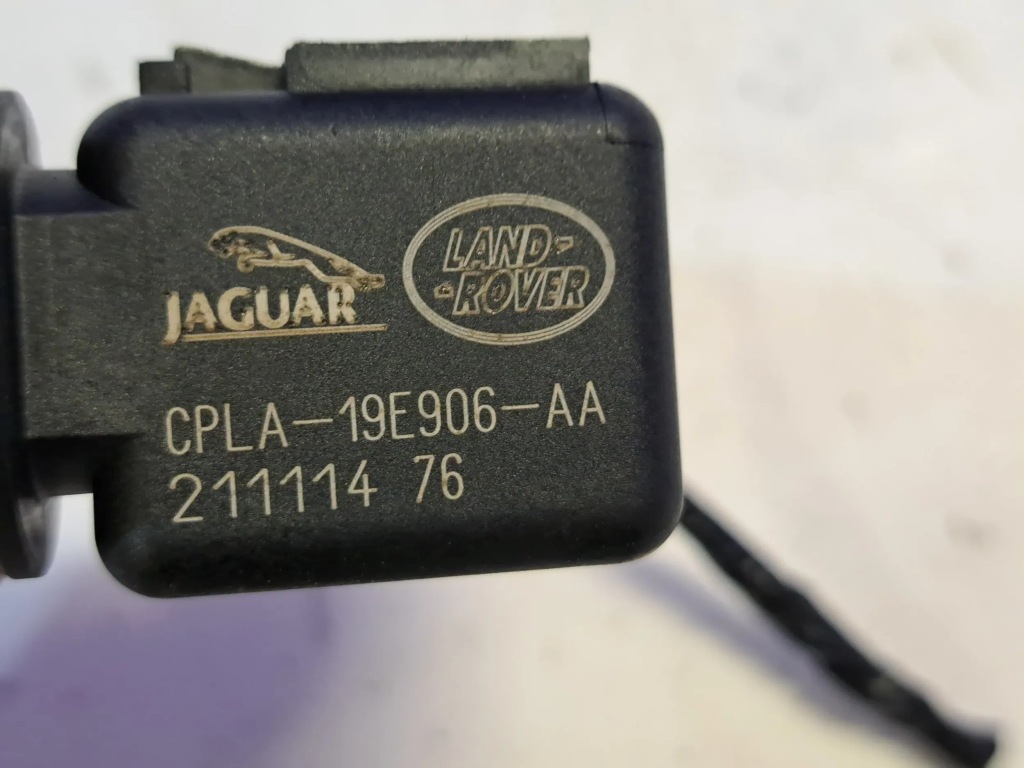 JAGUAR
LAND-
-ROVER
CPLA-19E906-AA
211114 76